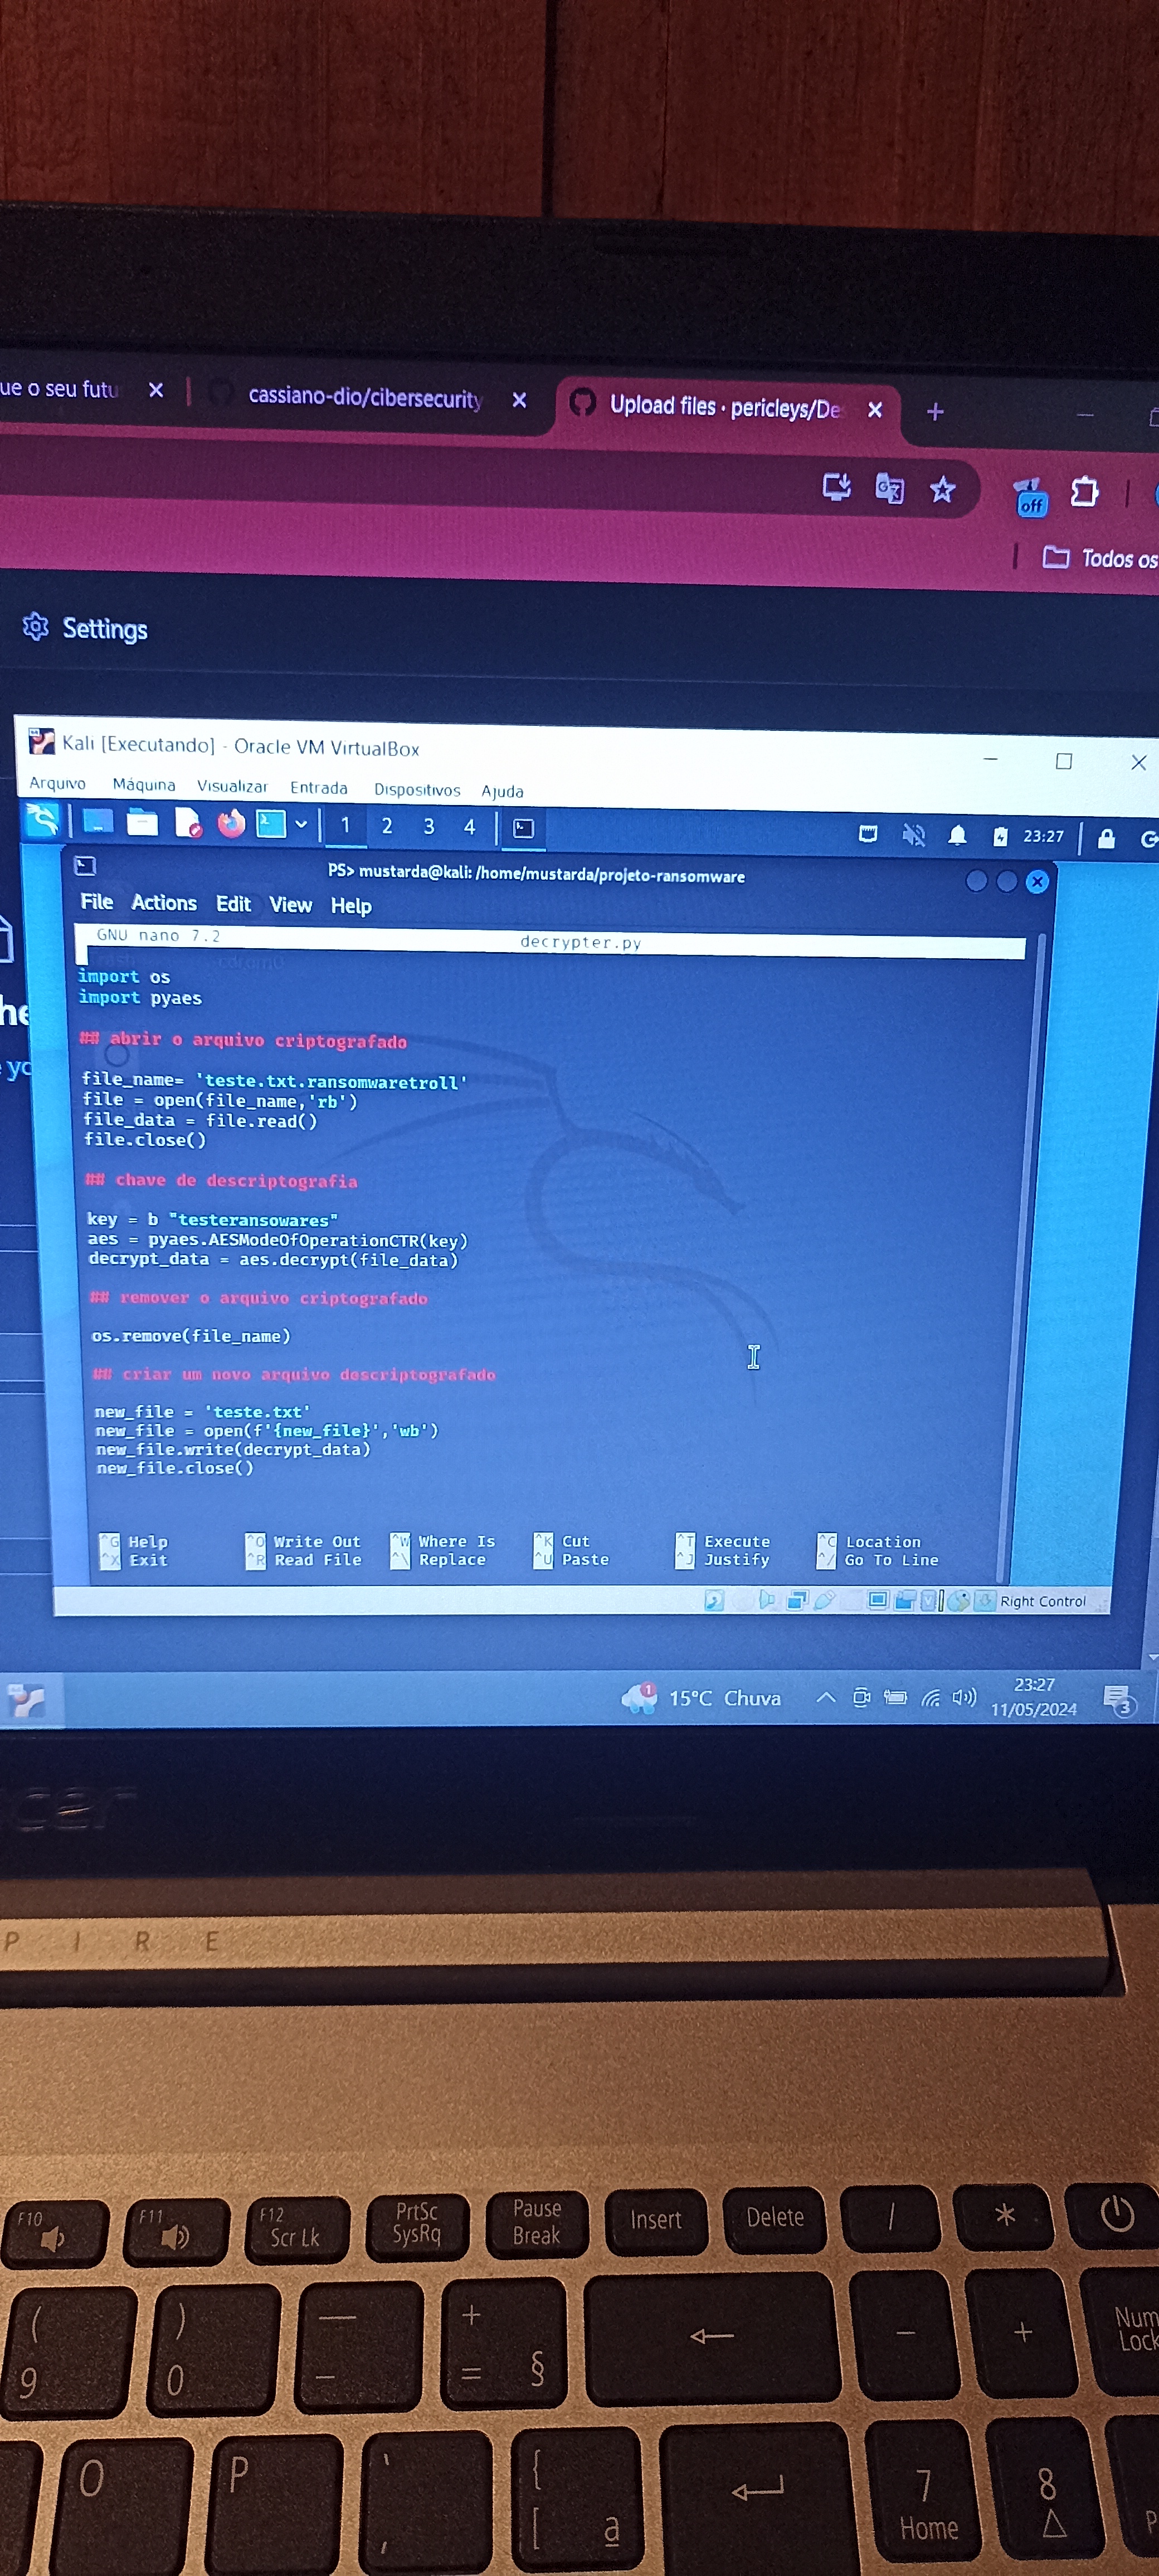 ue o seu futu
cassiano-dio/cibersecurity
Upload files · pericleys/De
off
Todos os
Settings
Kali [Executando] - Oracle VM VirtualBox
Arquivo Máquina Visualizar Entrada Dispositivos Ajuda
1 2 3 4 23:27
PS> mustarda@kali: /home/mustarda/projeto-ransomware
File Actions Edit View Help
GNU nano 7.2 decrypter.py
import os
import pyaes
## abrir o arquivo criptografado
file_name= 'teste.txt.ransomwaretroll'
file = open(file_name,'rb')
file_data = file.read()
file.close()
## chave de descriptografia
key = b "testeransowares"
aes = pyaes.AESModeOfOperationCTR(key)
decrypt_data = aes.decrypt(file_data)
## remover o arquivo criptografado
os.remove(file_name)
## criar um novo arquivo descriptografado
new_file = 'teste.txt'
new_file = open(f'{new_file}','wb')
new_file.write(decrypt_data)
new_file.close()
^G Help ^O Write Out ^W Where Is ^K Cut ^T Execute ^C Location
^X Exit ^R Read File ^\ Replace ^U Paste ^J Justify ^/ Go To Line
Right Control
1 15°C Chuva 23:27
11/05/2024 3
acer
P I R E
F10 F11 F12 Scr Lk PrtSc SysRq Pause Break Insert Delete / *
( 9 ) 0 — - + = § - + Num Lock
O P ` ´ { [ ª 7 Home 8